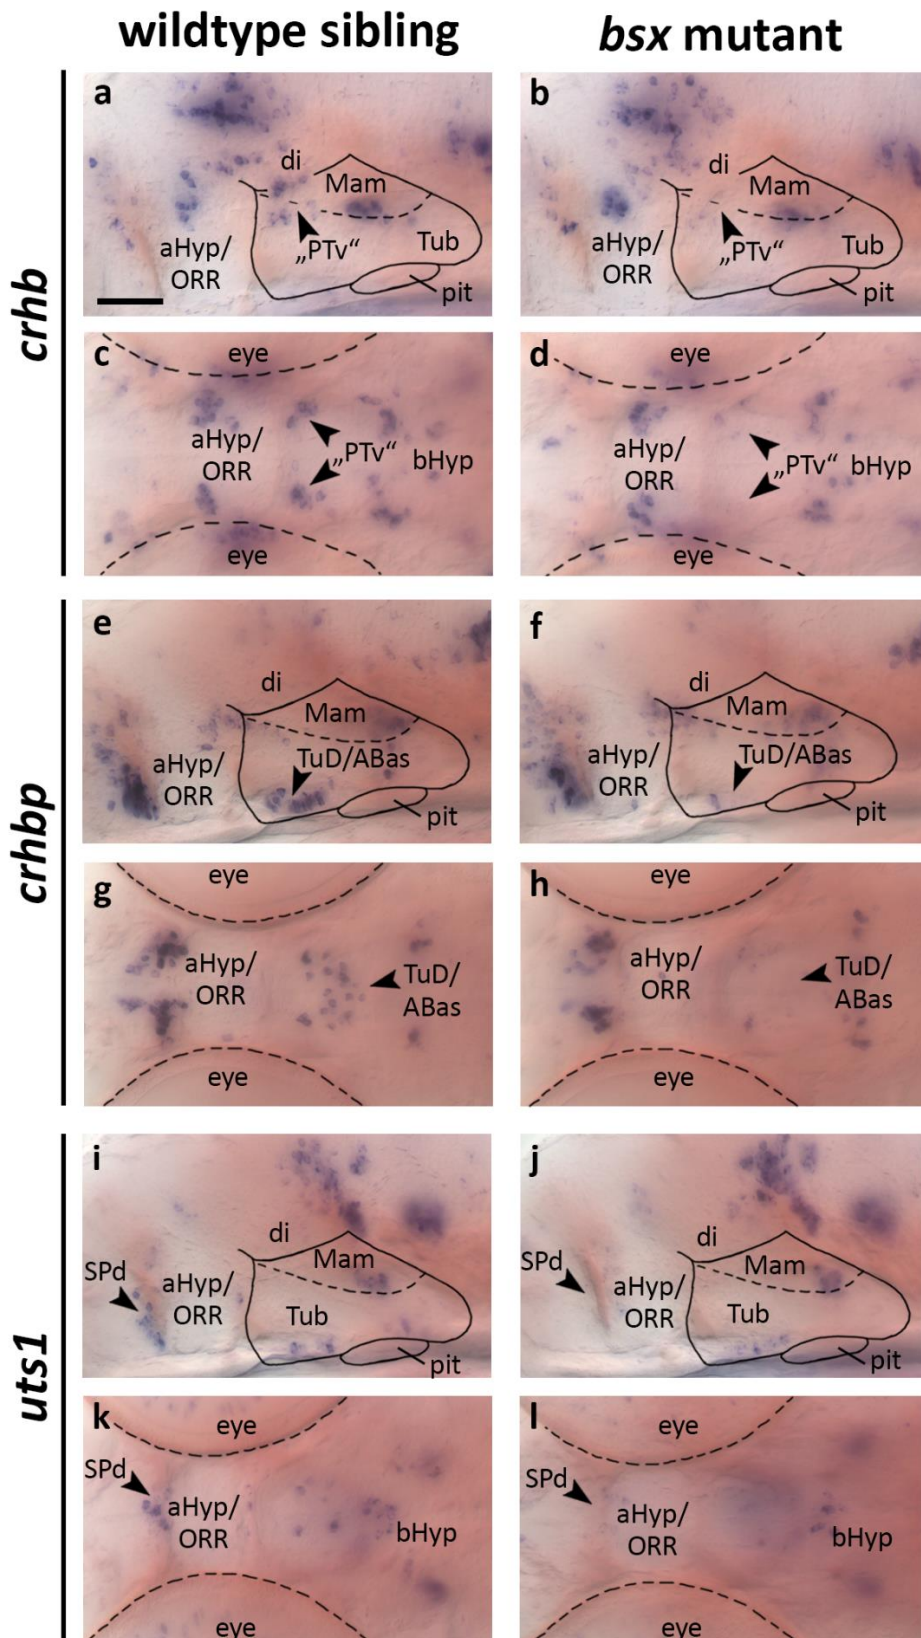 wildtype sibling
bsx mutant
crhb
a
di
Mam
aHyp/
ORR
„PTv“
Tub
pit
b
di
Mam
aHyp/
ORR
„PTv“
Tub
pit
c
eye
aHyp/
ORR
„PTv“
bHyp
eye
d
eye
aHyp/
ORR
„PTv“
bHyp
eye
crhbp
e
di
Mam
aHyp/
ORR
TuD/ABas
pit
f
di
Mam
aHyp/
ORR
TuD/ABas
pit
g
eye
aHyp/
ORR
TuD/
ABas
eye
h
eye
aHyp/
ORR
TuD/
ABas
eye
uts1
i
di
SPd
aHyp/
ORR
Mam
Tub
pit
j
di
SPd
aHyp/
ORR
Mam
Tub
pit
k
eye
SPd
aHyp/
ORR
bHyp
eye
l
eye
SPd
aHyp/
ORR
bHyp
eye